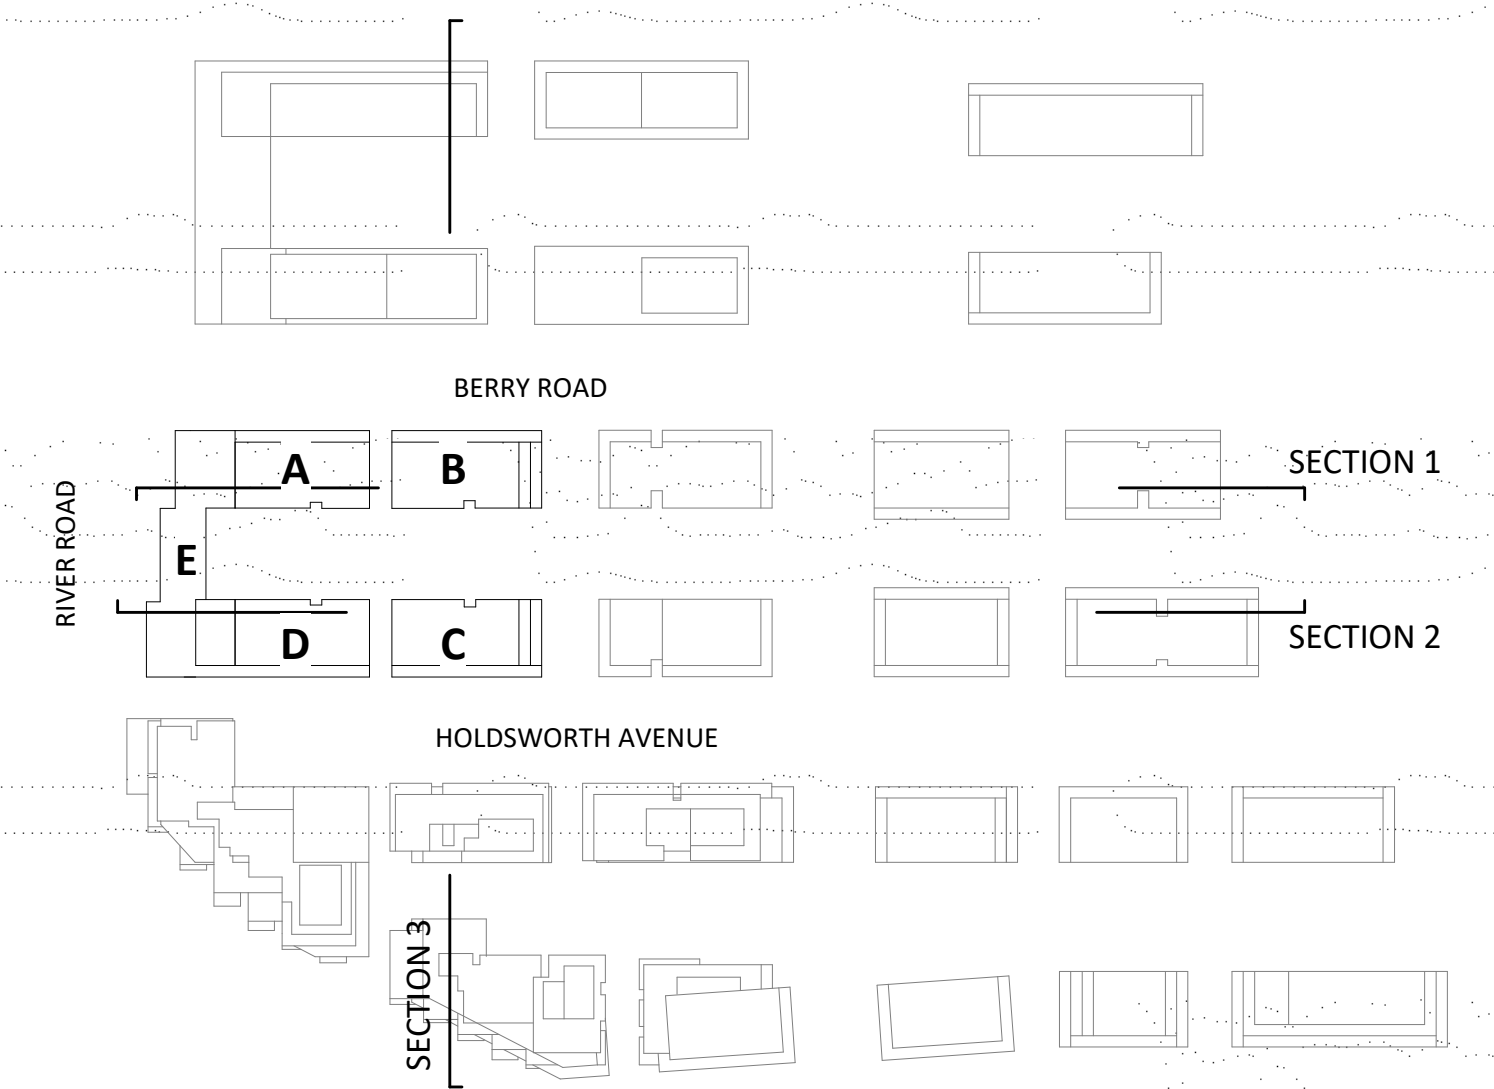 BERRY ROAD
A
B
SECTION 1
RIVER ROAD
E
D
C
SECTION 2
HOLDSWORTH AVENUE
SECTION 3